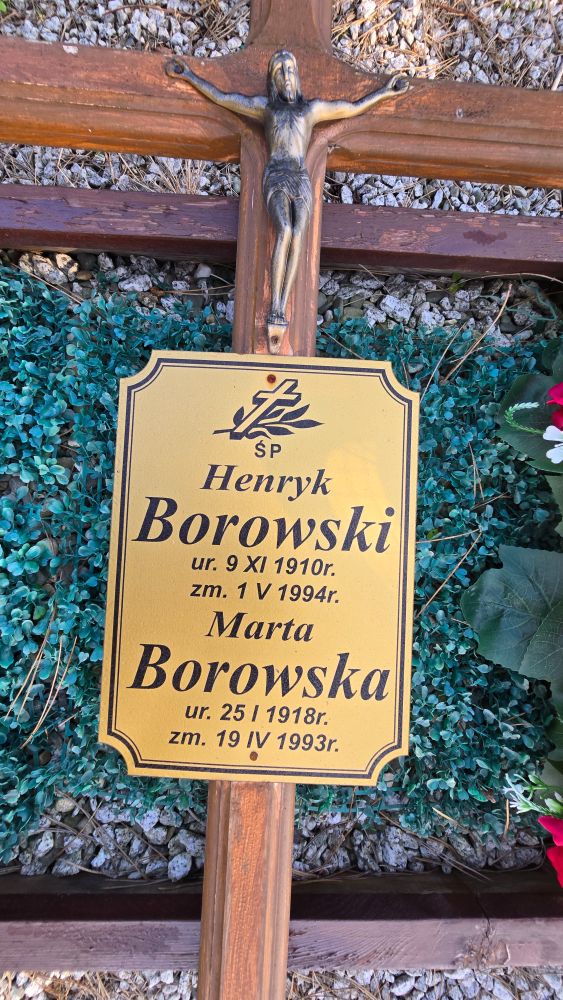 ŚP
Henryk
Borowski
ur. 9 XI 1910r.
zm. 1 V 1994r.
Marta
Borowska
ur. 25 I 1918r.
zm. 19 IV 1993r.